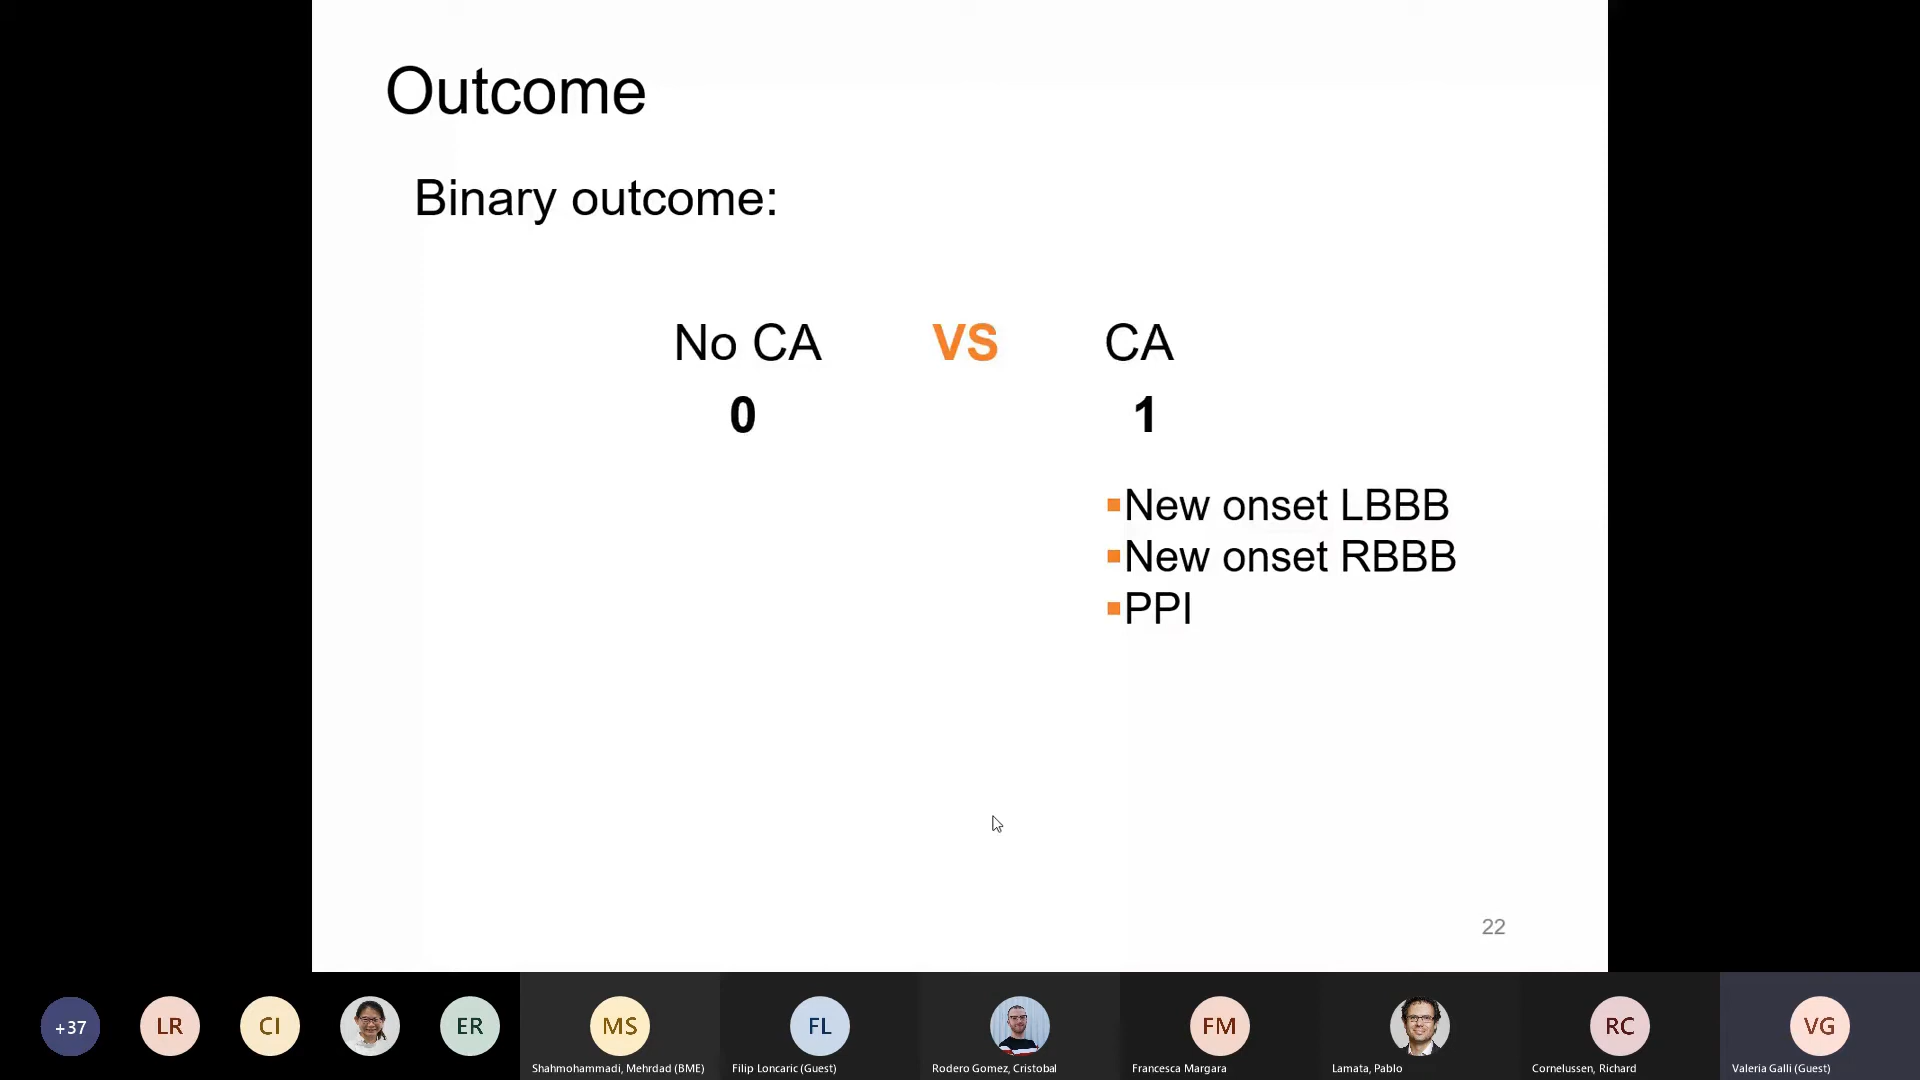 Outcome
Binary outcome:
No CA VS CA
0 1
New onset LBBB
New onset RBBB
PPI
22
+37 LR CI ER MS FL FM RC VG
Shahmohammadi, Mehrdad (BME) Filip Loncaric (Guest) Rodero Gomez, Cristobal Francesca Margara Lamata, Pablo Cornelussen, Richard Valeria Galli (Guest)